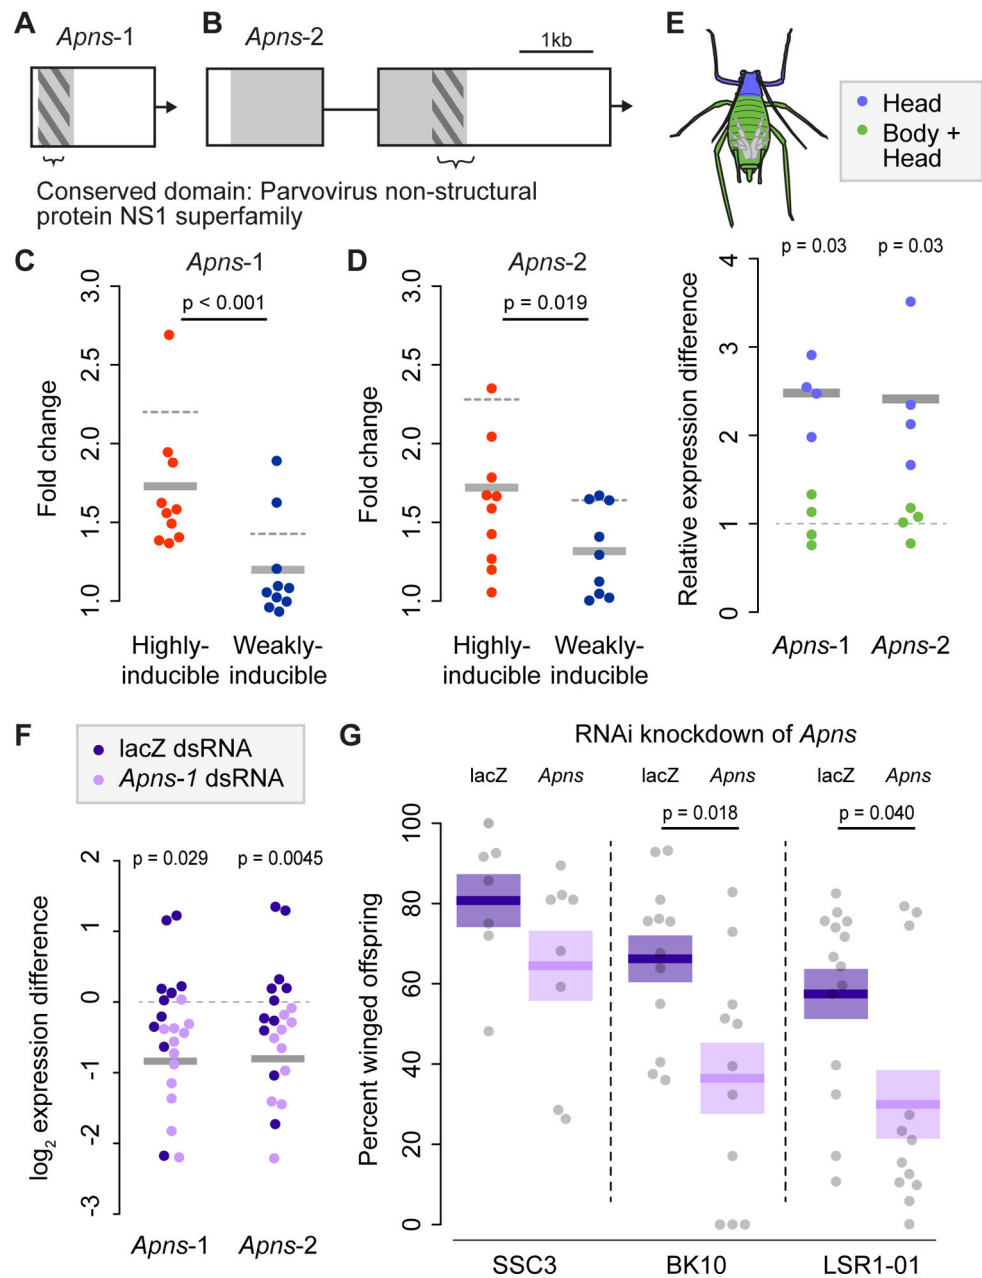 A
Apns-1
B
Apns-2
1kb
Conserved domain: Parvovirus non-structural
protein NS1 superfamily
E
Head
Body +
Head
C
Apns-1
p < 0.001
Fold change
3.0
2.5
2.0
1.5
1.0
Highly-
inducible
Weakly-
inducible
D
Apns-2
p = 0.019
Fold change
3.0
2.5
2.0
1.5
1.0
Highly-
inducible
Weakly-
inducible
p = 0.03
p = 0.03
Relative expression difference
4
3
2
1
0
Apns-1
Apns-2
F
lacZ dsRNA
Apns-1 dsRNA
p = 0.029
p = 0.0045
log2 expression difference
2
1
0
-1
-2
-3
Apns-1
Apns-2
G
RNAi knockdown of Apns
lacZ
Apns
lacZ
Apns
lacZ
Apns
p = 0.018
p = 0.040
Percent winged offspring
100
80
60
40
20
0
SSC3
BK10
LSR1-01